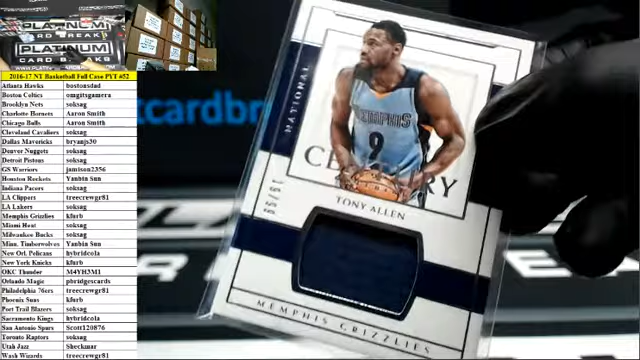 PLATINUM
CARD BREAKS
PLATINUM
CARD BREAKS
2016-17 NT Basketball Full Case PYT #52
Atlanta Hawks bostonsdad
Boston Celtics omgitsgamera
Brooklyn Nets soksag
Charlotte Hornets Aaron Smith
Chicago Bulls Aaron Smith
Cleveland Cavaliers soksag
Dallas Mavericks bryanjs30
Denver Nuggets soksag
Detroit Pistons soksag
GS Warriors jamison2356
Houston Rockets Yanbin Sun
Indiana Pacers soksag
LA Clippers treecrewgr81
LA Lakers soksag
Memphis Grizzlies kfurb
Miami Heat soksag
Milwaukee Bucks soksag
Minn. Timberwolves Yanbin Sun
New Orl. Pelicans hybridcola
New York Knicks kfurb
OKC Thunder M4YH3M1
Orlando Magic pbridgescards
Philadelphia 76ers treecrewgr81
Phoenix Suns kfurb
Port Trail Blazers soksag
Sacramento Kings hybridcola
San Antonio Spurs Scott120876
Toronto Raptors soksag
Utah Jazz Sheckmar
Wash Wizards treecrewgr81
NATIONAL
MEMPHIS
9
CENTURY
TONY ALLEN
MEMPHIS GRIZZLIES